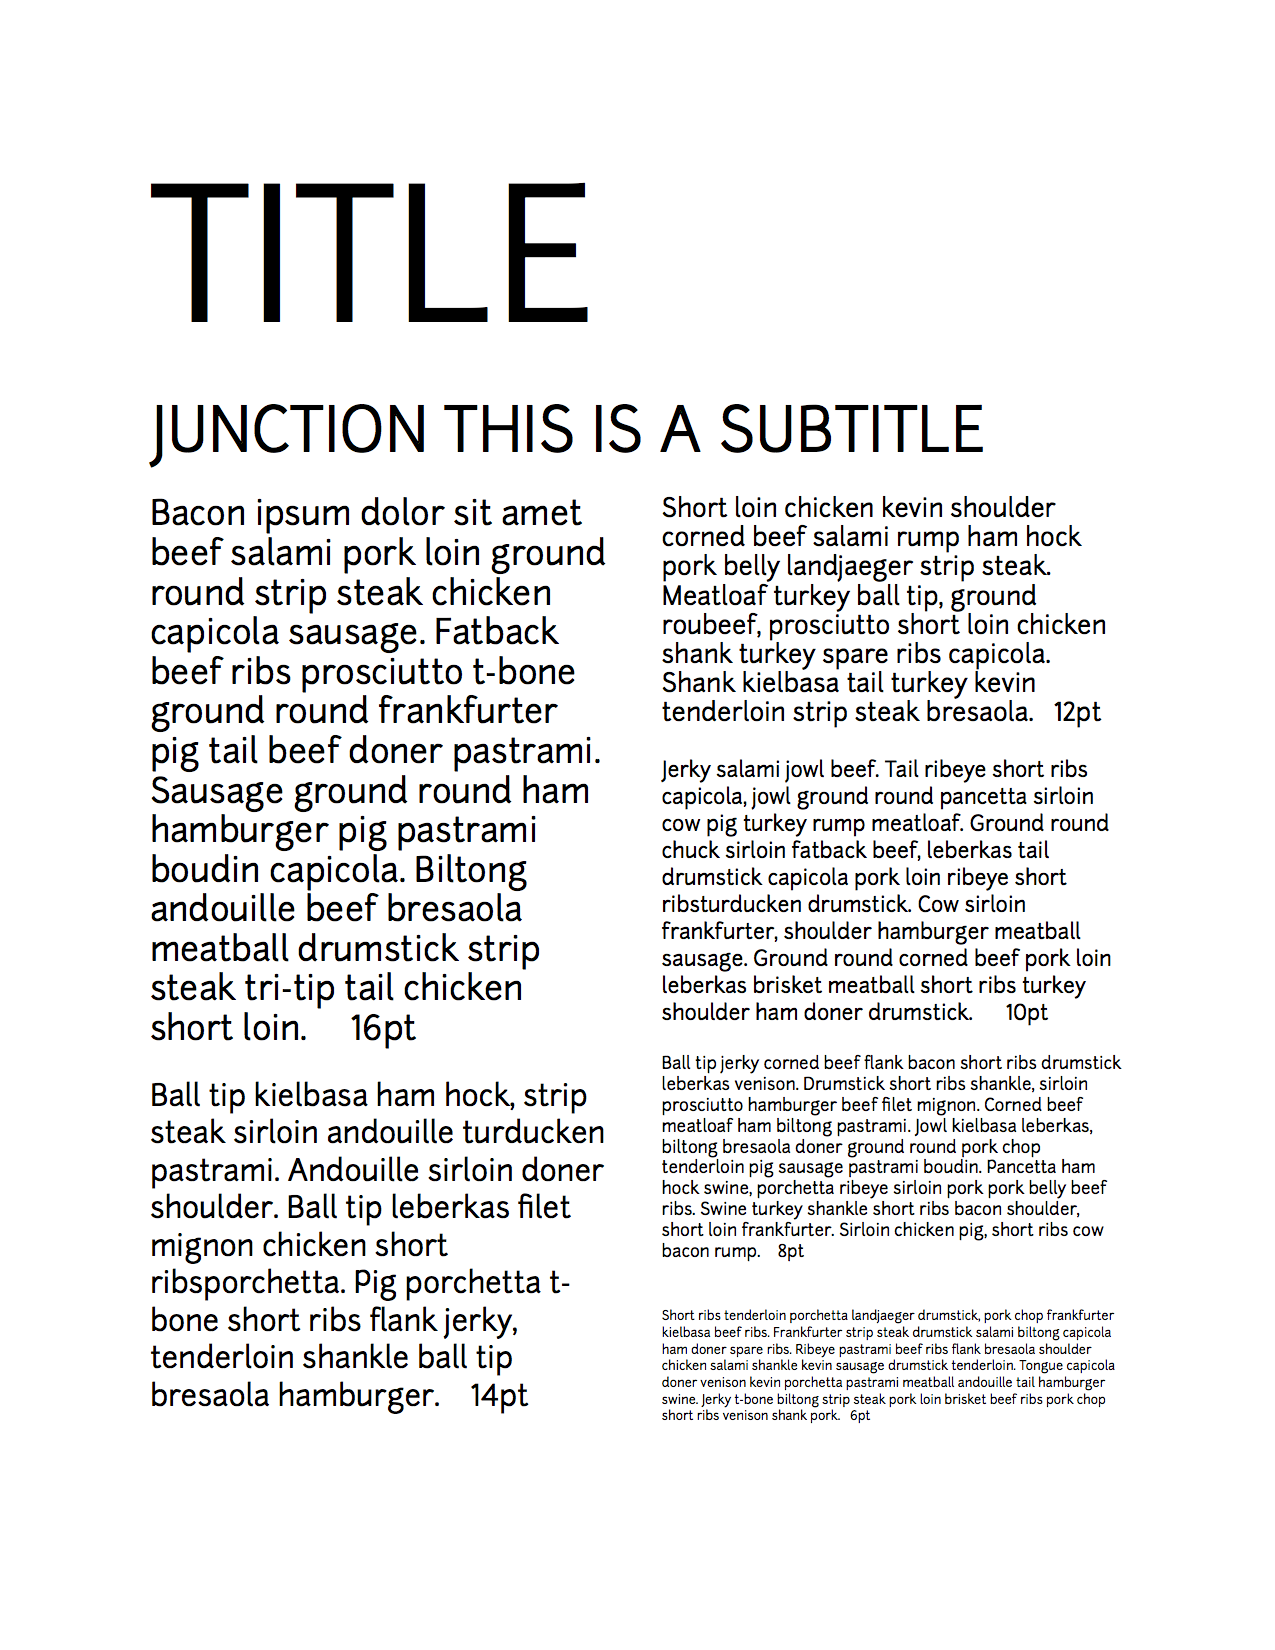 TITLE
JUNCTION THIS IS A SUBTITLE
Bacon ipsum dolor sit amet
beef salami pork loin ground
round strip steak chicken
capicola sausage. Fatback
beef ribs prosciutto t-bone
ground round frankfurter
pig tail beef doner pastrami.
Sausage ground round ham
hamburger pig pastrami
boudin capicola. Biltong
andouille beef bresaola
meatball drumstick strip
steak tri-tip tail chicken
short loin. 16pt
Ball tip kielbasa ham hock, strip
steak sirloin andouille turducken
pastrami. Andouille sirloin doner
shoulder. Ball tip leberkas filet
mignon chicken short
ribsporchetta. Pig porchetta t-
bone short ribs flank jerky,
tenderloin shankle ball tip
bresaola hamburger. 14pt
Short loin chicken kevin shoulder
corned beef salami rump ham hock
pork belly landjaeger strip steak.
Meatloaf turkey ball tip, ground
roubeef, prosciutto short loin chicken
shank turkey spare ribs capicola.
Shank kielbasa tail turkey kevin
tenderloin strip steak bresaola. 12pt
Jerky salami jowl beef. Tail ribeye short ribs
capicola, jowl ground round pancetta sirloin
cow pig turkey rump meatloaf. Ground round
chuck sirloin fatback beef, leberkas tail
drumstick capicola pork loin ribeye short
ribsturducken drumstick. Cow sirloin
frankfurter, shoulder hamburger meatball
sausage. Ground round corned beef pork loin
leberkas brisket meatball short ribs turkey
shoulder ham doner drumstick. 10pt
Ball tip jerky corned beef flank bacon short ribs drumstick
leberkas venison. Drumstick short ribs shankle, sirloin
prosciutto hamburger beef filet mignon. Corned beef
meatloaf ham biltong pastrami. Jowl kielbasa leberkas,
biltong bresaola doner ground round pork chop
tenderloin pig sausage pastrami boudin. Pancetta ham
hock swine, porchetta ribeye sirloin pork pork belly beef
ribs. Swine turkey shankle short ribs bacon shoulder,
short loin frankfurter. Sirloin chicken pig, short ribs cow
bacon rump. 8pt
Short ribs tenderloin porchetta landjaeger drumstick, pork chop frankfurter
kielbasa beef ribs. Frankfurter strip steak drumstick salami biltong capicola
ham doner spare ribs. Ribeye pastrami beef ribs flank bresaola shoulder
chicken salami shankle kevin sausage drumstick tenderloin. Tongue capicola
doner venison kevin porchetta pastrami meatball andouille tail hamburger
swine. Jerky t-bone biltong strip steak pork loin brisket beef ribs pork chop
short ribs venison shank pork. 6pt